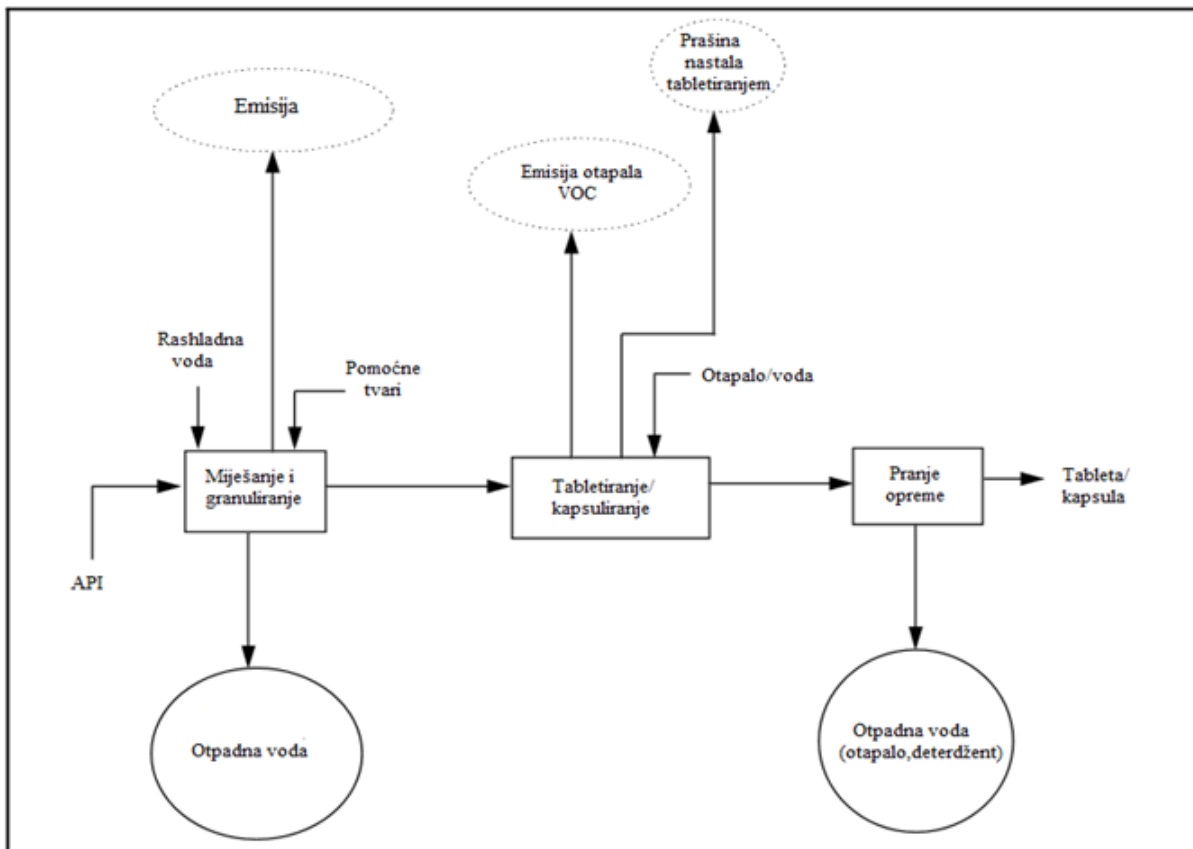 Prašina
nastala
tabletiranjem
Emisija
Emisija otapala
VOC
Rashladna
voda
Pomoćne
tvari
Otapalo/voda
Miješanje i
granuliranje
Tabletiranje/
kapsuliranje
Pranje
opreme
Tableta/
kapsula
API
Otpadna voda
Otpadna voda
(otapalo,deterdžent)